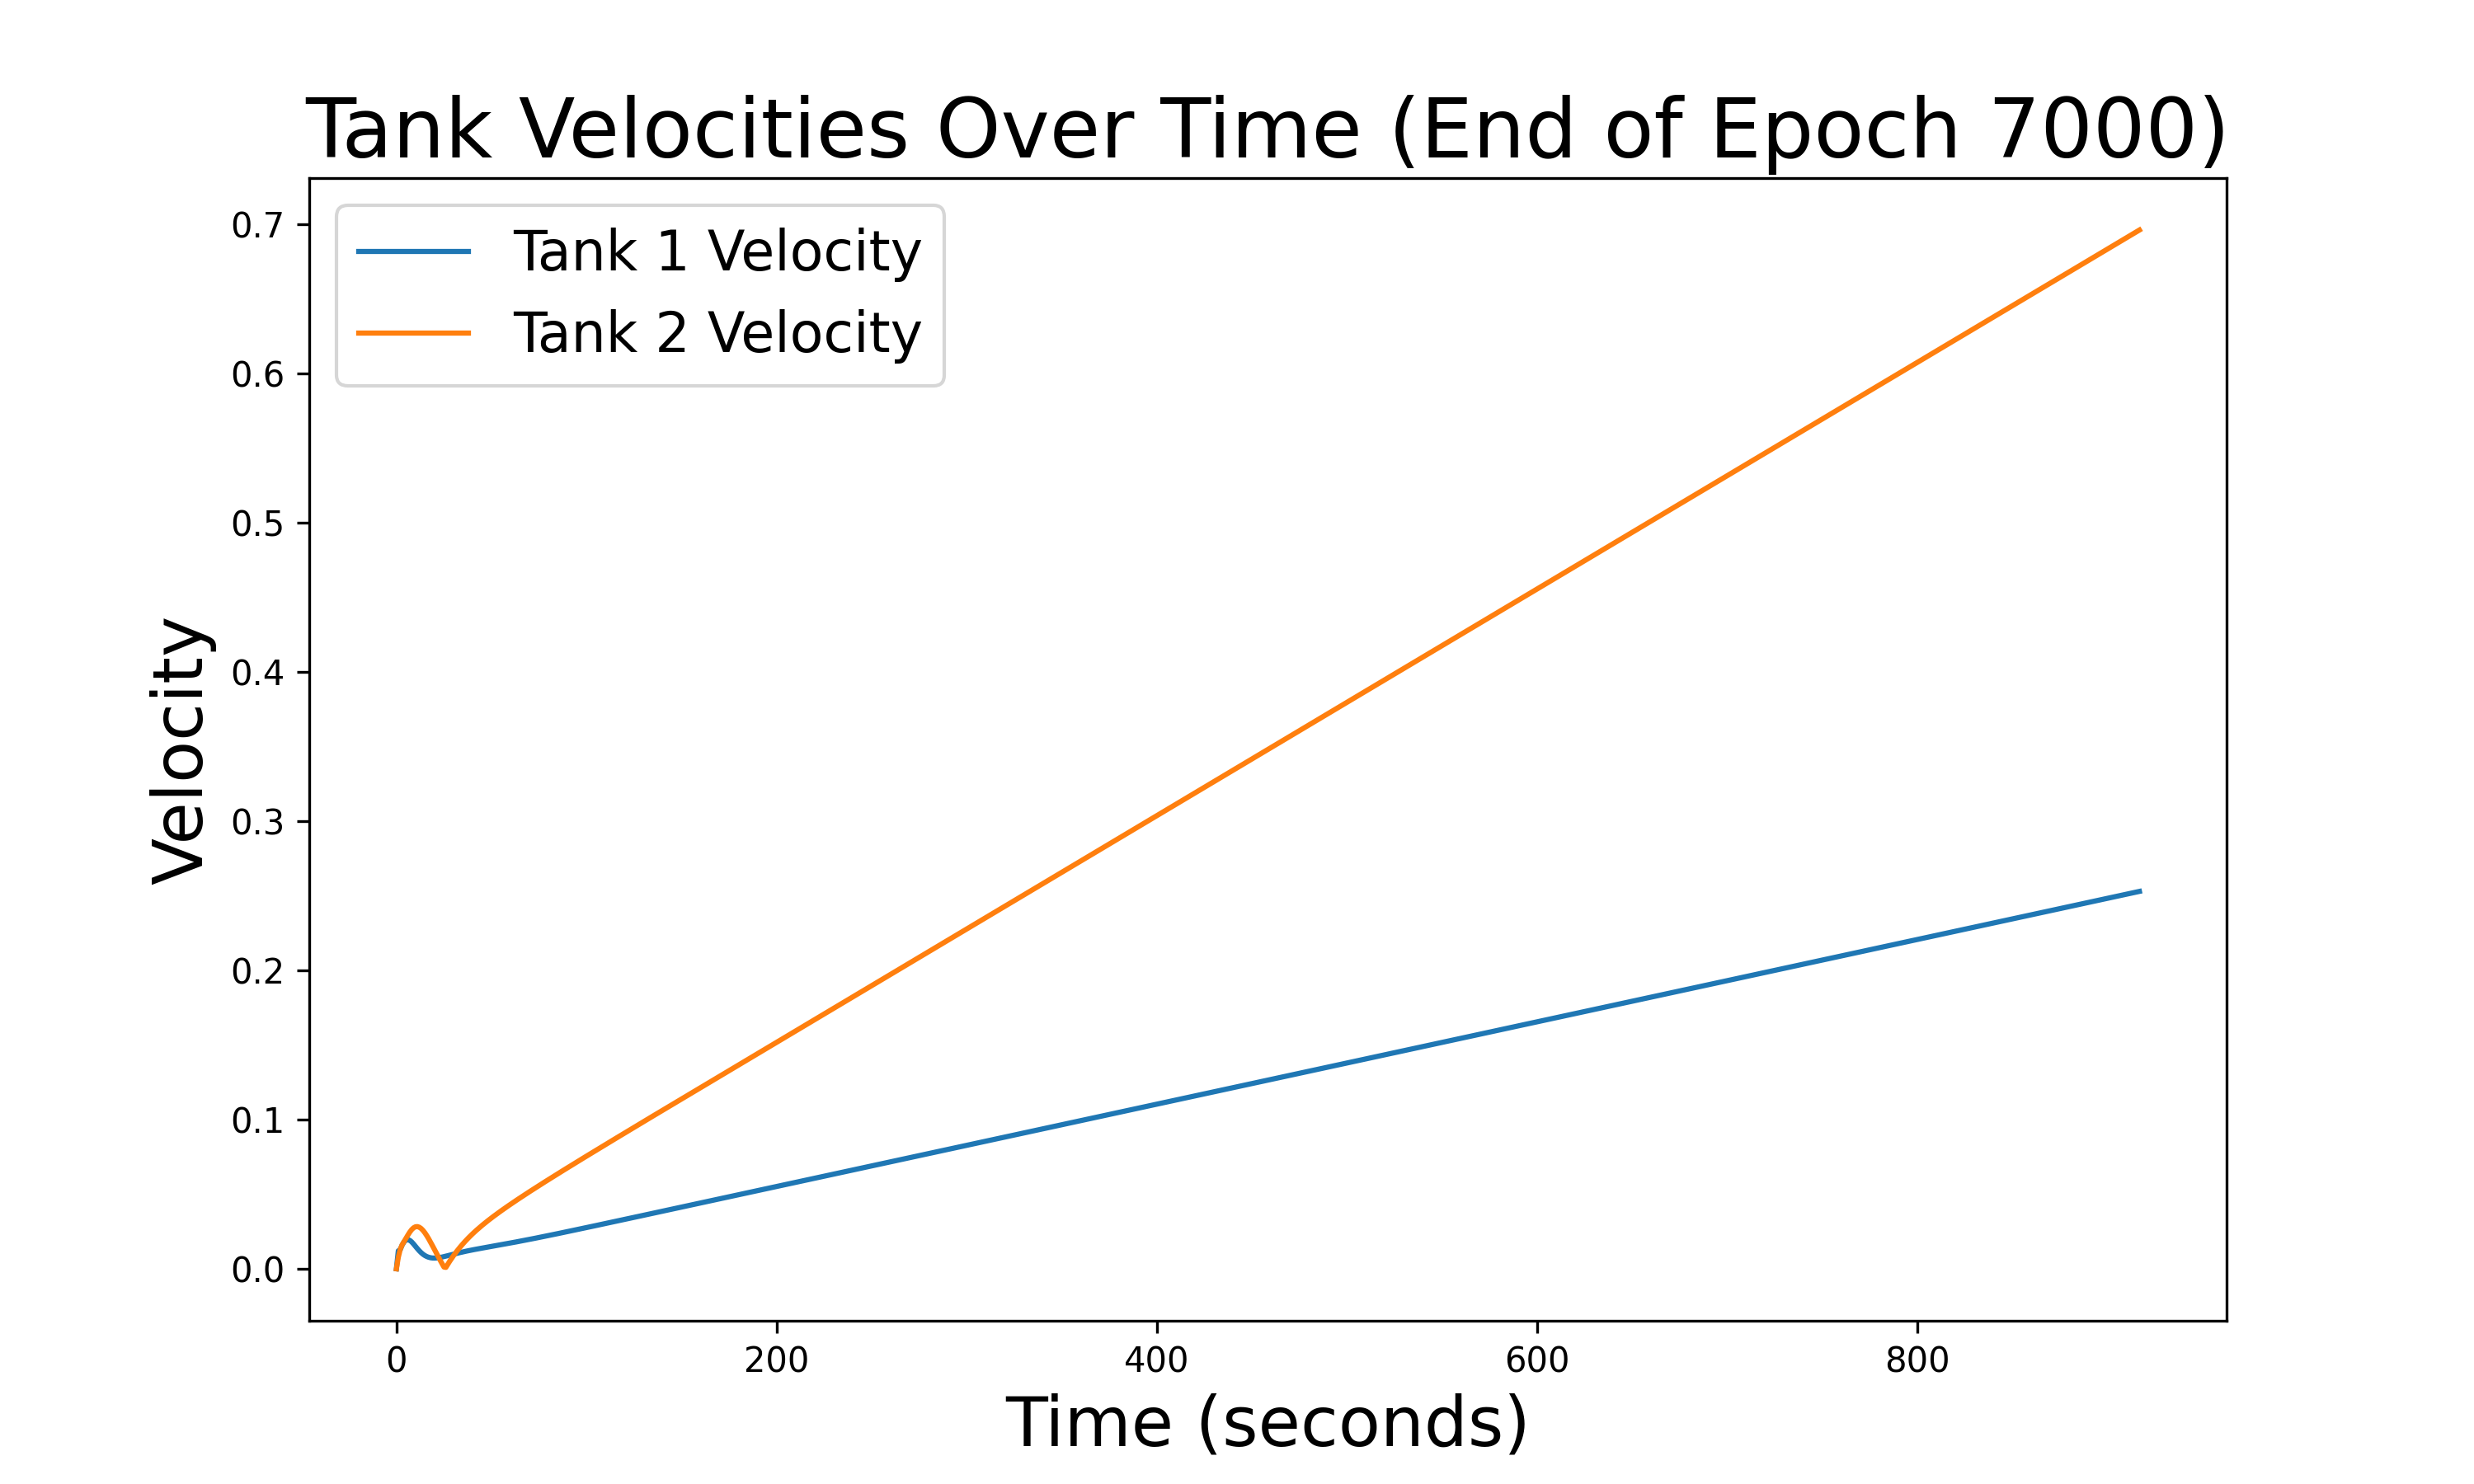 Tank Velocities Over Time (End of Epoch 7000)
Tank 1 Velocity
Tank 2 Velocity
Velocity
0.7
0.6
0.5
0.4
0.3
0.2
0.1
0.0
0 200 400 600 800
Time (seconds)